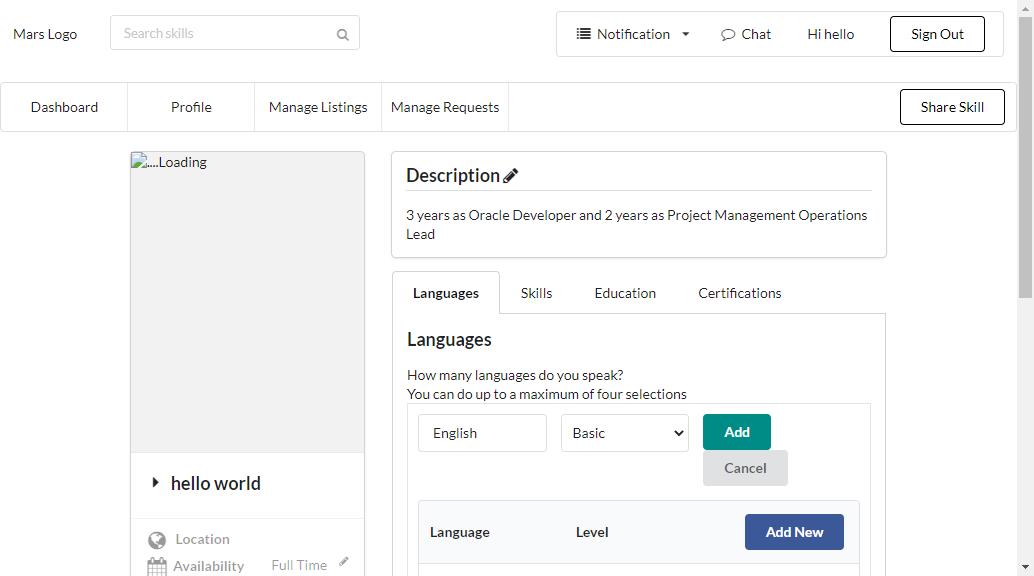 Mars Logo
Search skills
Notification
Chat
Hi hello
Sign Out
Dashboard
Profile
Manage Listings
Manage Requests
Share Skill
....Loading
Description
3 years as Oracle Developer and 2 years as Project Management Operations
Lead
Languages
Skills
Education
Certifications
Languages
How many languages do you speak?
You can do up to a maximum of four selections
English
Basic
Add
Cancel
hello world
Language
Level
Add New
Location
Availability
Full Time